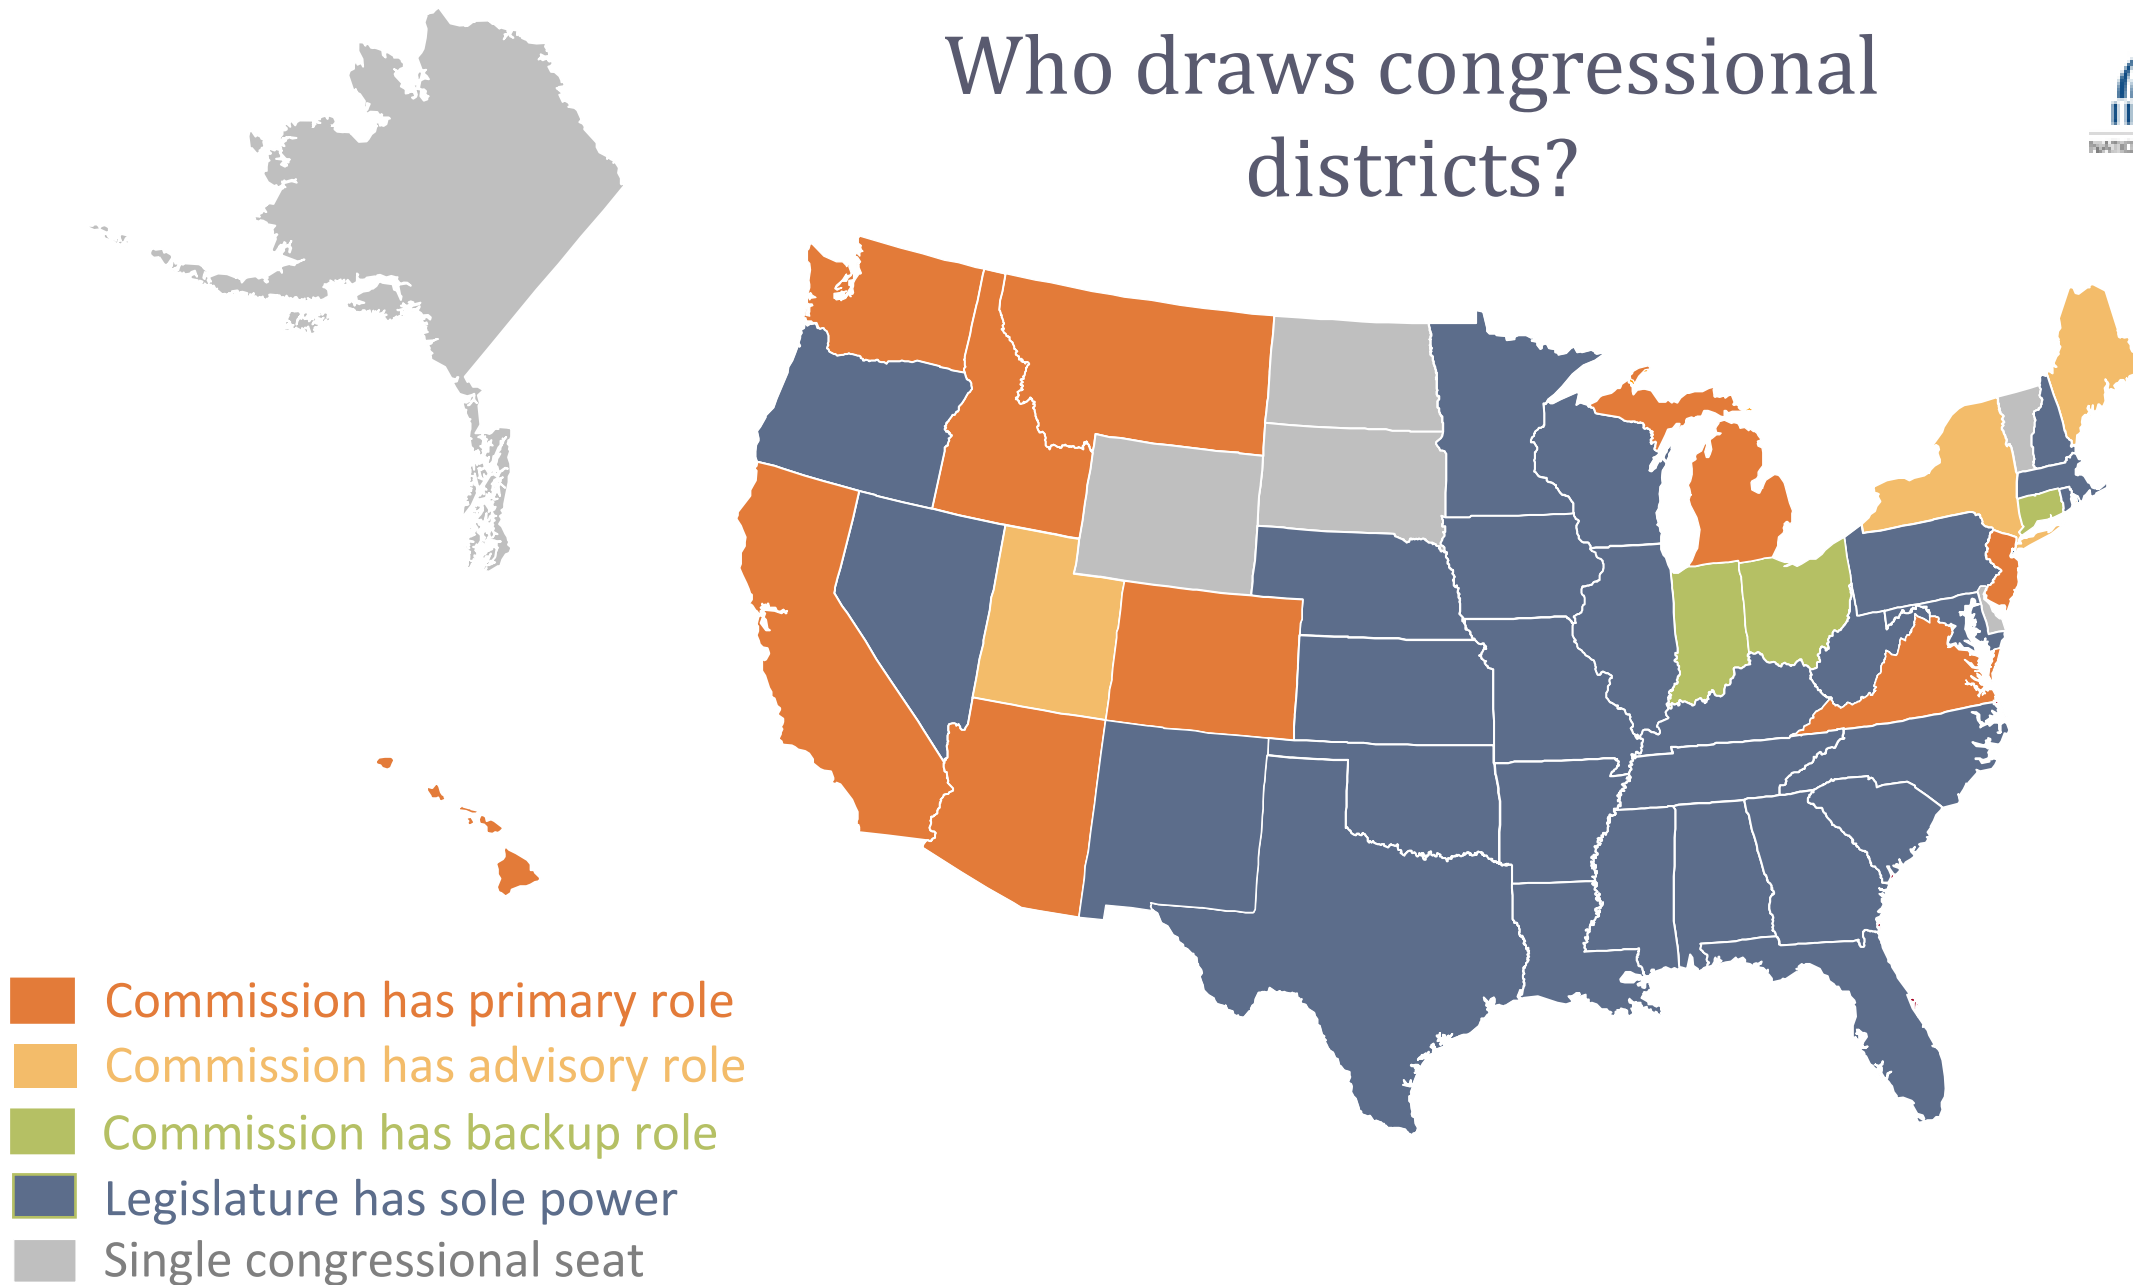 Who draws congressional
districts?
Commission has primary role
Commission has advisory role
Commission has backup role
Legislature has sole power
Single congressional seat